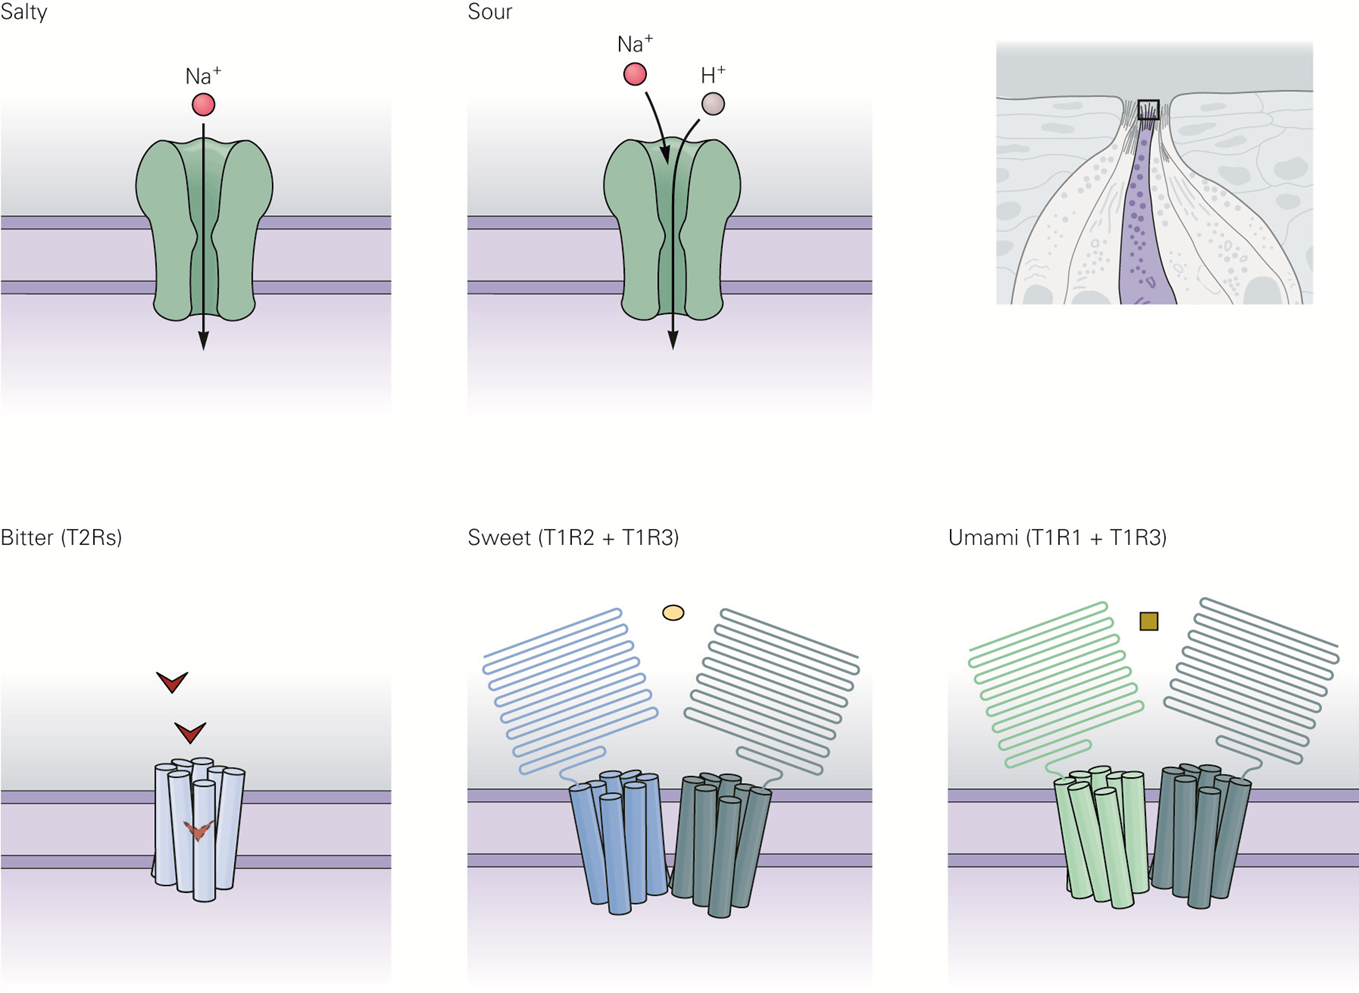 Salty
Sour
Na⁺
Na⁺
H⁺
Bitter (T2Rs)
Sweet (T1R2 + T1R3)
Umami (T1R1 + T1R3)